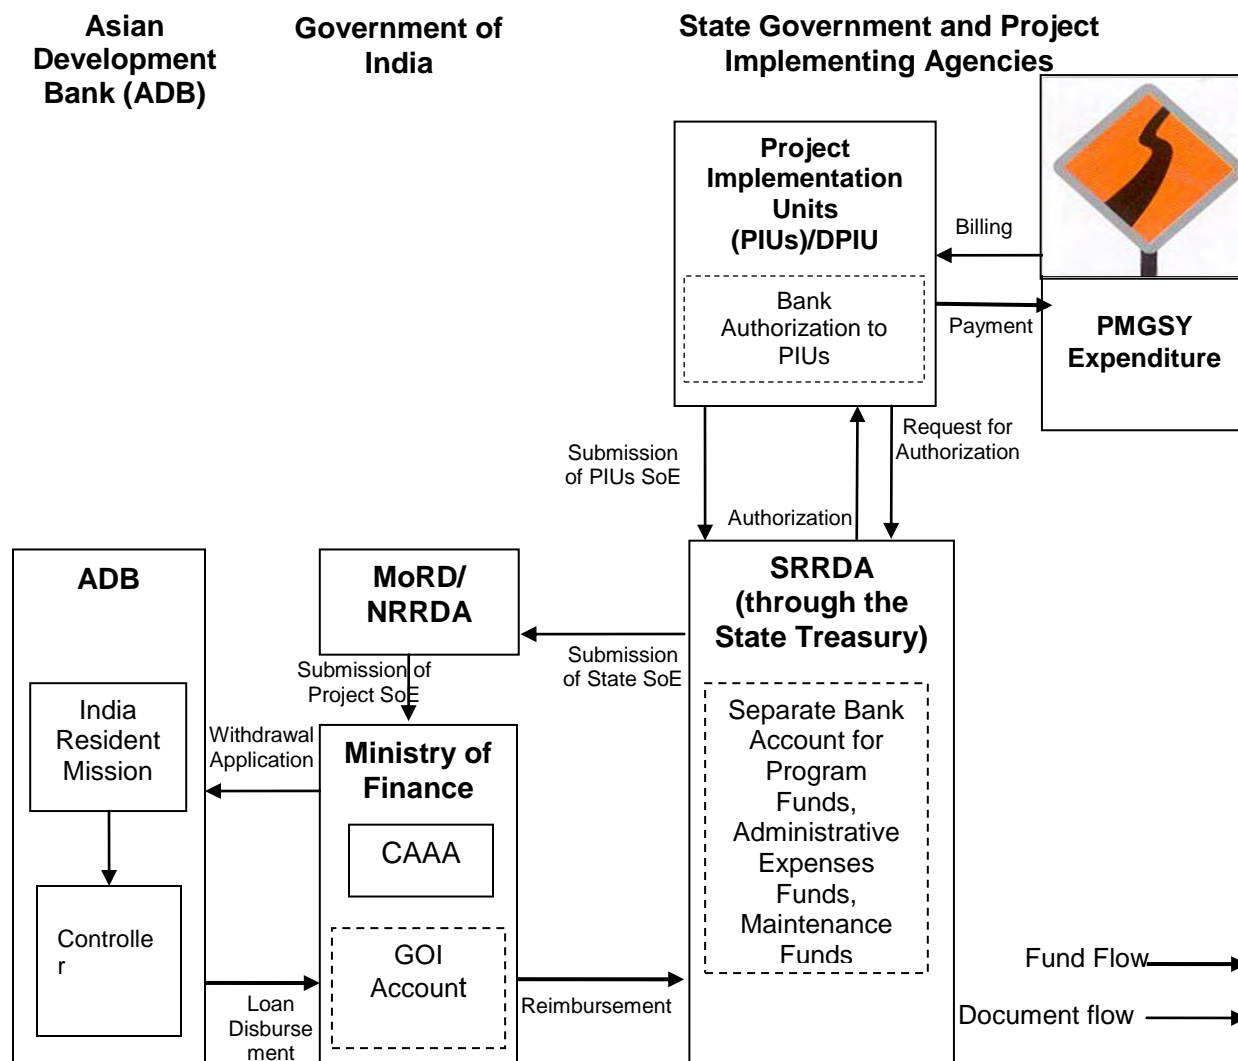 Asian
Development
Bank (ADB)
Government of
India
State Government and Project
Implementing Agencies
Project
Implementation
Units
(PIUs)/DPIU
Bank
Authorization to
PIUs
Billing
Payment
PMGSY
Expenditure
Submission
of PIUs SoE
Request for
Authorization
Authorization
ADB
India
Resident
Mission
Controlle
r
MoRD/
NRRDA
Submission of
Project SoE
Submission
of State SoE
Withdrawal
Application
Ministry of
Finance
CAAA
GOI
Account
Loan
Disburse
ment
Reimbursement
SRRDA
(through the
State Treasury)
Separate Bank
Account for
Program
Funds,
Administrative
Expenses
Funds,
Maintenance
Funds
Fund Flow
Document flow